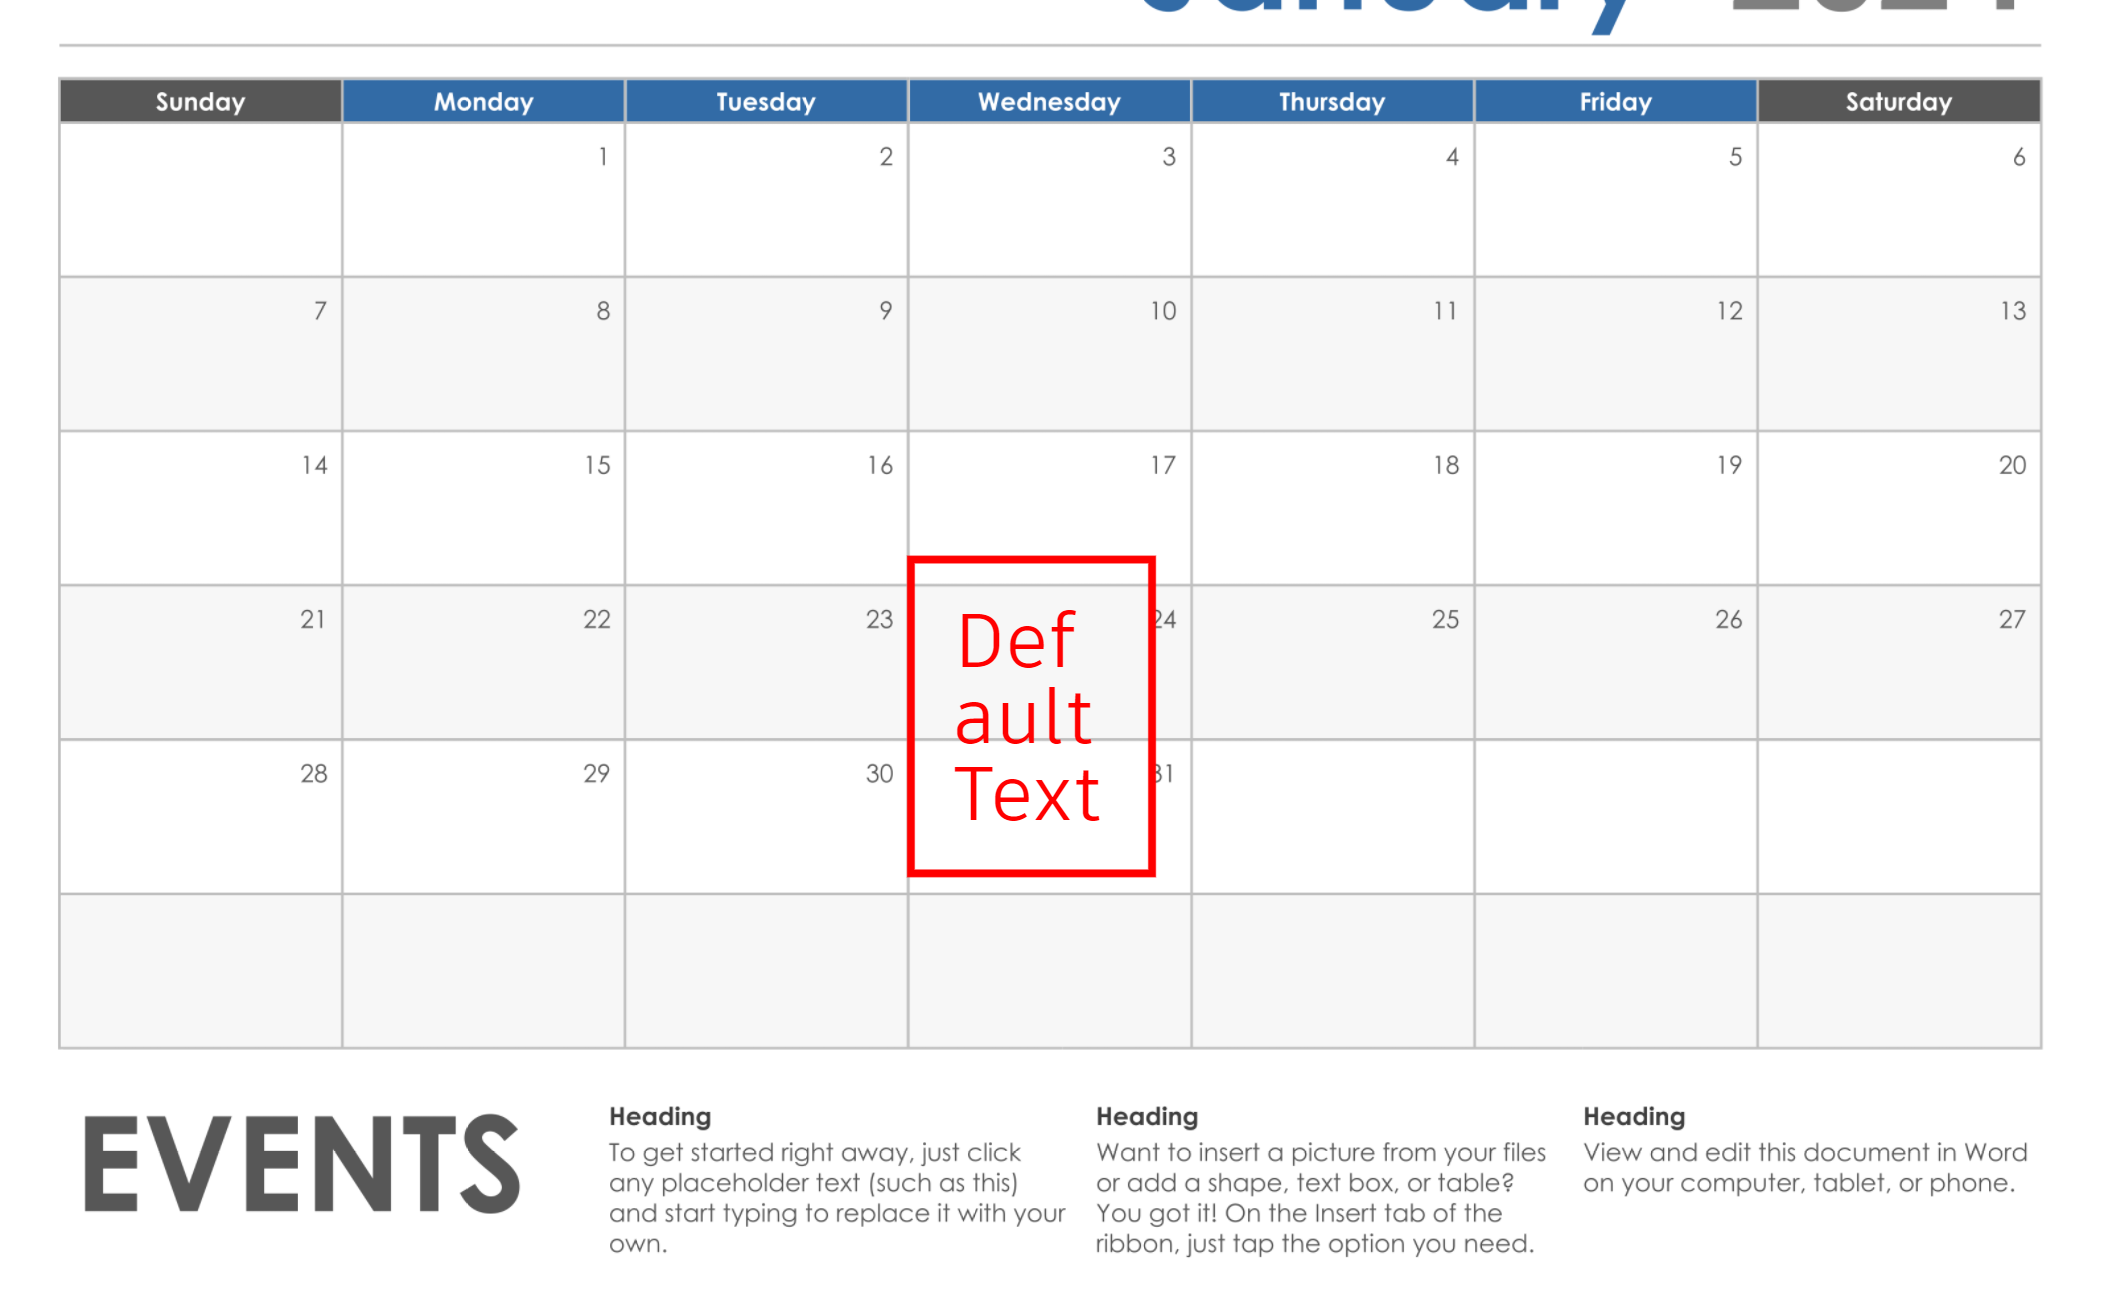 January 2024
Sunday Monday Tuesday Wednesday Thursday Friday Saturday
1 2 3 4 5 6
7 8 9 10 11 12 13
14 15 16 17 18 19 20
21 22 23 24 25 26 27
28 29 30 31
Def
ault
Text
EVENTS
Heading
To get started right away, just click
any placeholder text (such as this)
and start typing to replace it with your
own.
Heading
Want to insert a picture from your files
or add a shape, text box, or table?
You got it! On the Insert tab of the
ribbon, just tap the option you need.
Heading
View and edit this document in Word
on your computer, tablet, or phone.